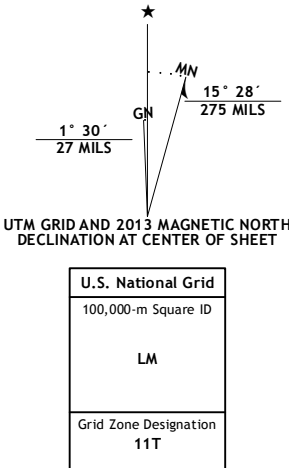 ★
MN
GN
15° 28´
275 MILS
1° 30´
27 MILS
UTM GRID AND 2013 MAGNETIC NORTH
DECLINATION AT CENTER OF SHEET
U.S. National Grid
100,000-m Square ID
LM
Grid Zone Designation
11T